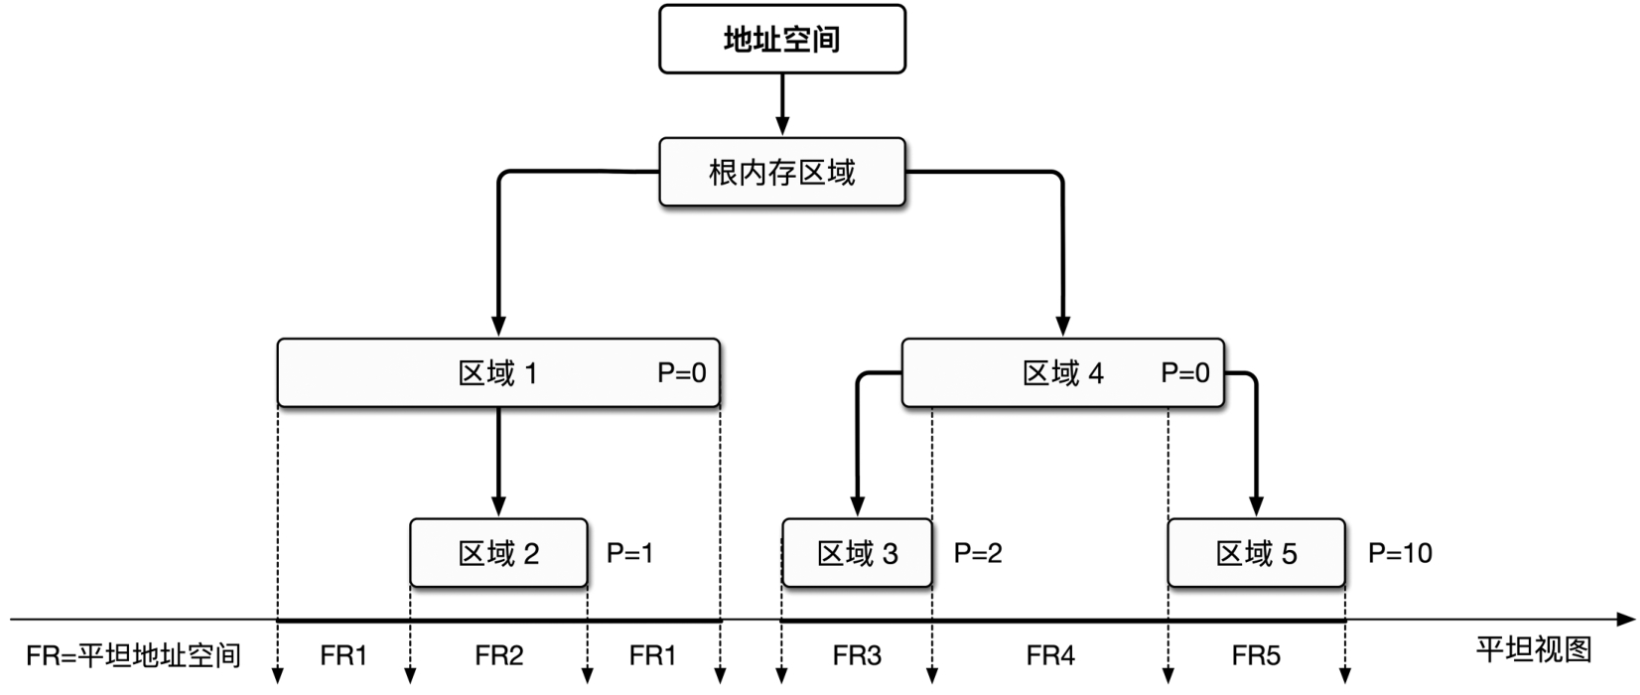 地址空间
根内存区域
区域 1 P=0
区域 4 P=0
区域 2 P=1
区域 3 P=2
区域 5 P=10
FR=平坦地址空间 FR1 FR2 FR1 FR3 FR4 FR5 平坦视图